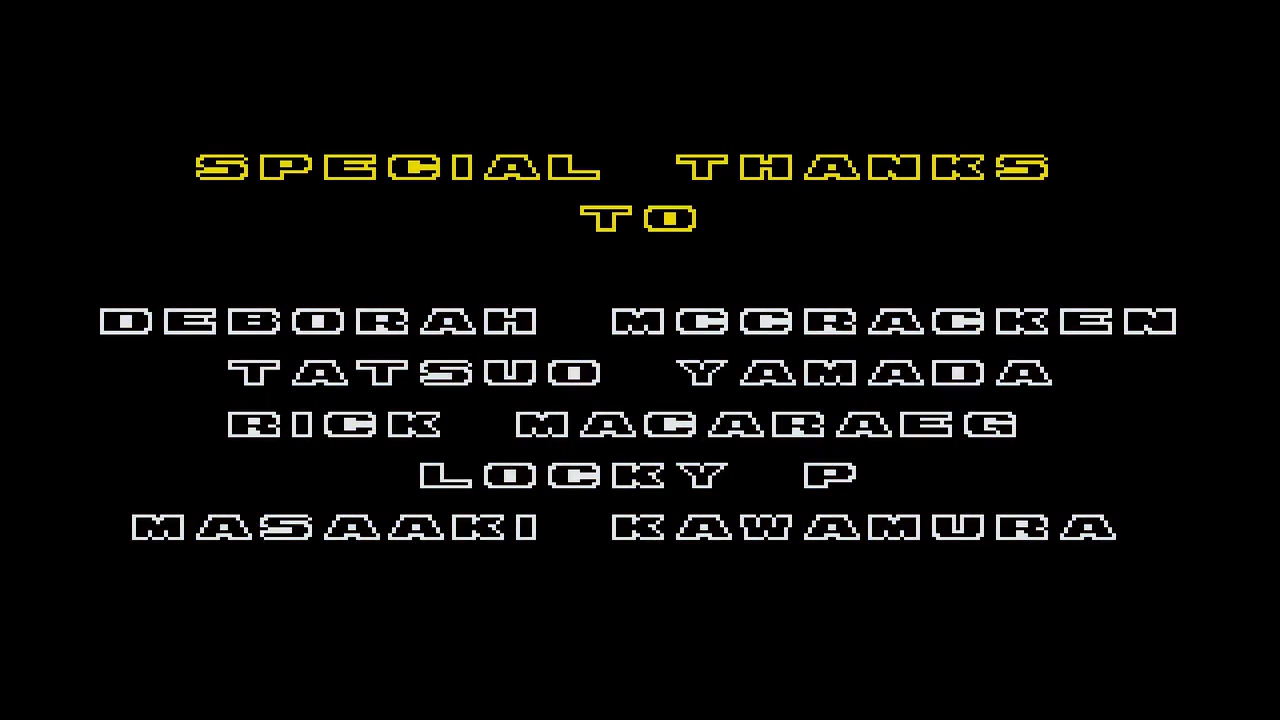 SPECIAL THANKS
TO
DEBORAH MCCRACKEN
TATSUO YAMADA
RICK MACARAEG
LOCKY P
MASAAKI KAWAMURA